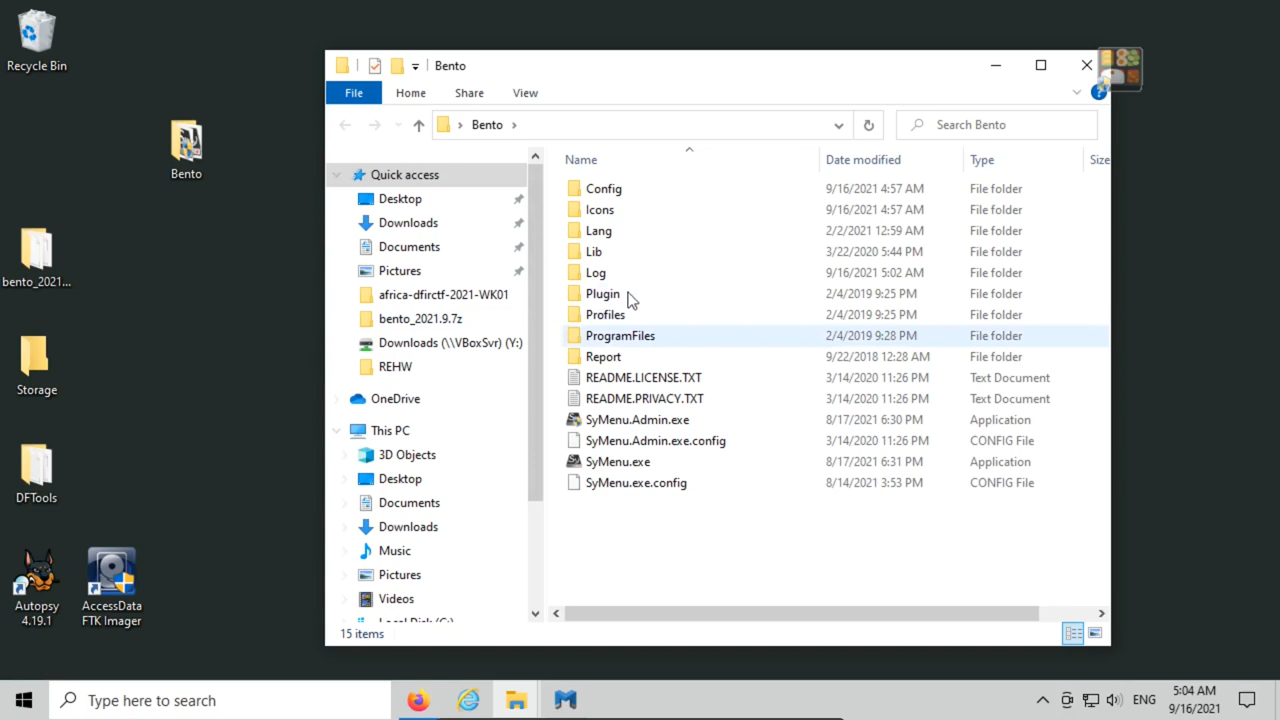 Recycle Bin
Bento
bento_2021...
Storage
DFTools
Autopsy
4.19.1
AccessData
FTK Imager
Bento
File Home Share View
Bento
Search Bento
Quick access
Desktop
Downloads
Documents
Pictures
africa-dfirctf-2021-WK01
bento_2021.9.7z
Downloads (\\VBoxSvr) (Y:)
REHW
OneDrive
This PC
3D Objects
Desktop
Documents
Downloads
Music
Pictures
Videos
Local Disk (C:)
Name Date modified Type Size
Config 9/16/2021 4:57 AM File folder
Icons 9/16/2021 4:57 AM File folder
Lang 2/2/2021 12:59 AM File folder
Lib 3/22/2020 5:44 PM File folder
Log 9/16/2021 5:02 AM File folder
Plugin 2/4/2019 9:25 PM File folder
Profiles 2/4/2019 9:25 PM File folder
ProgramFiles 2/4/2019 9:28 PM File folder
Report 9/22/2018 12:28 AM File folder
README.LICENSE.TXT 3/14/2020 11:26 PM Text Document
README.PRIVACY.TXT 3/14/2020 11:26 PM Text Document
SyMenu.Admin.exe 8/17/2021 6:30 PM Application
SyMenu.Admin.exe.config 3/14/2020 11:26 PM CONFIG File
SyMenu.exe 8/17/2021 6:31 PM Application
SyMenu.exe.config 8/14/2021 3:53 PM CONFIG File
15 items
Type here to search
ENG
5:04 AM
9/16/2021